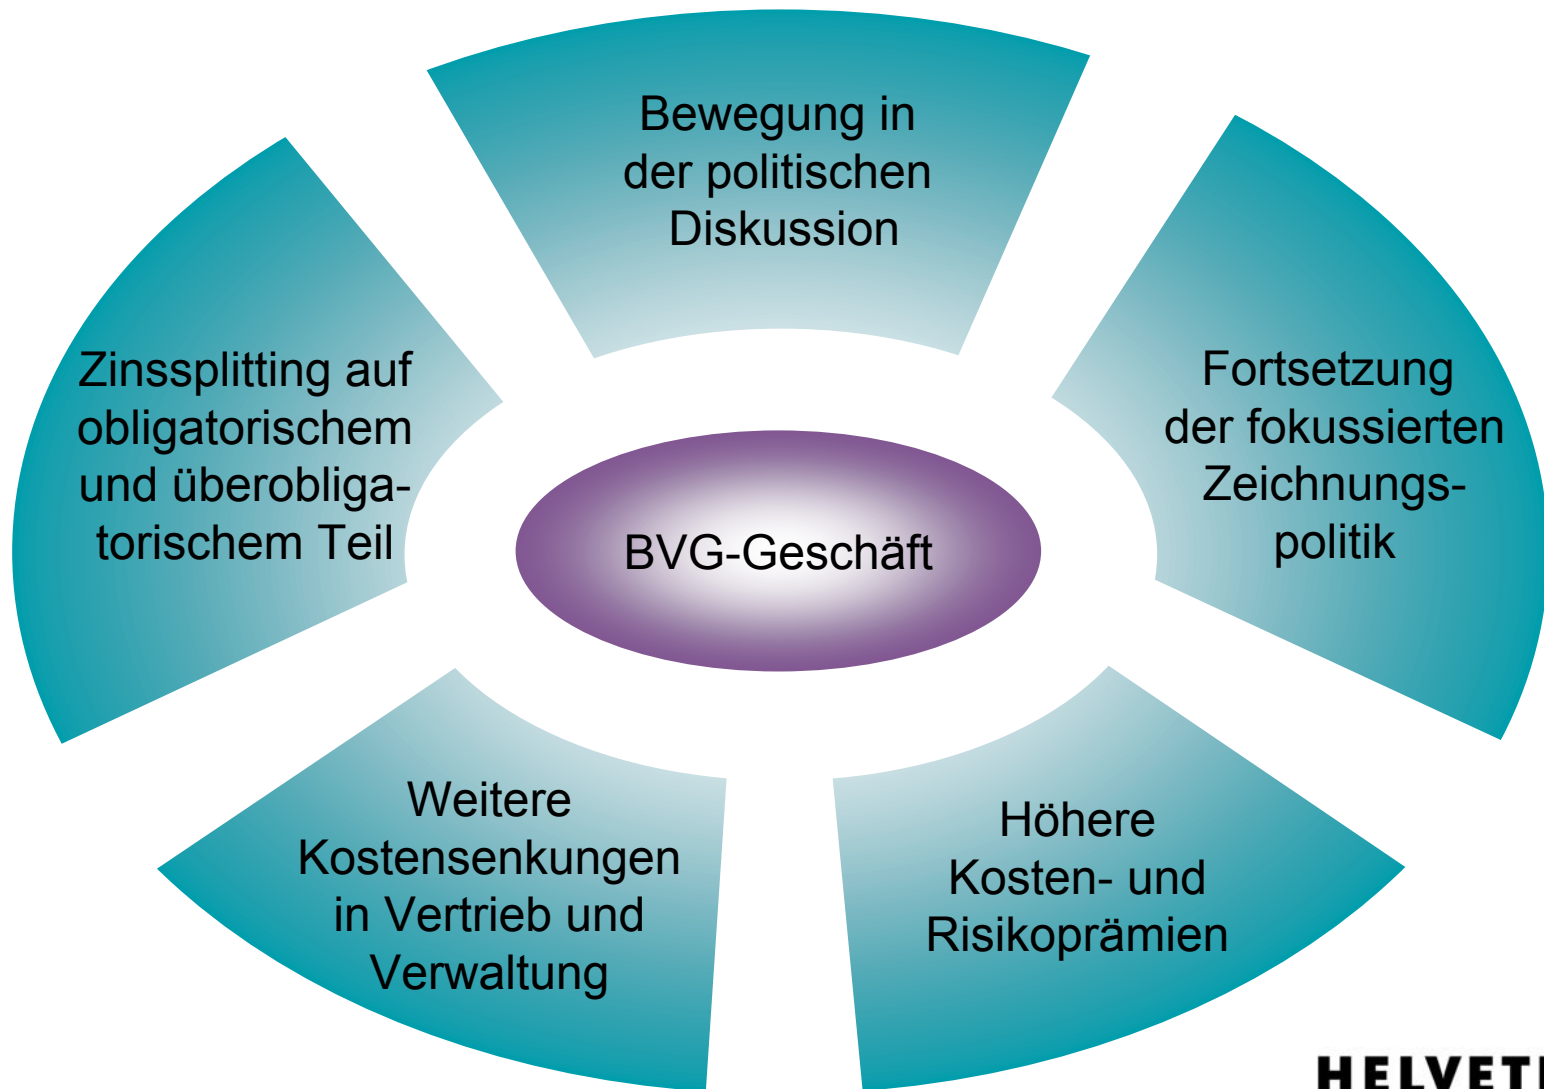 Bewegung in
der politischen
Diskussion
Fortsetzung
der fokussierten
Zeichnungs-
politik
Höhere
Kosten- und
Risikoprämien
Weitere
Kostensenkungen
in Vertrieb und
Verwaltung
Zinssplitting auf
obligatorischem
und überobliga-
torischem Teil
BVG-Geschäft